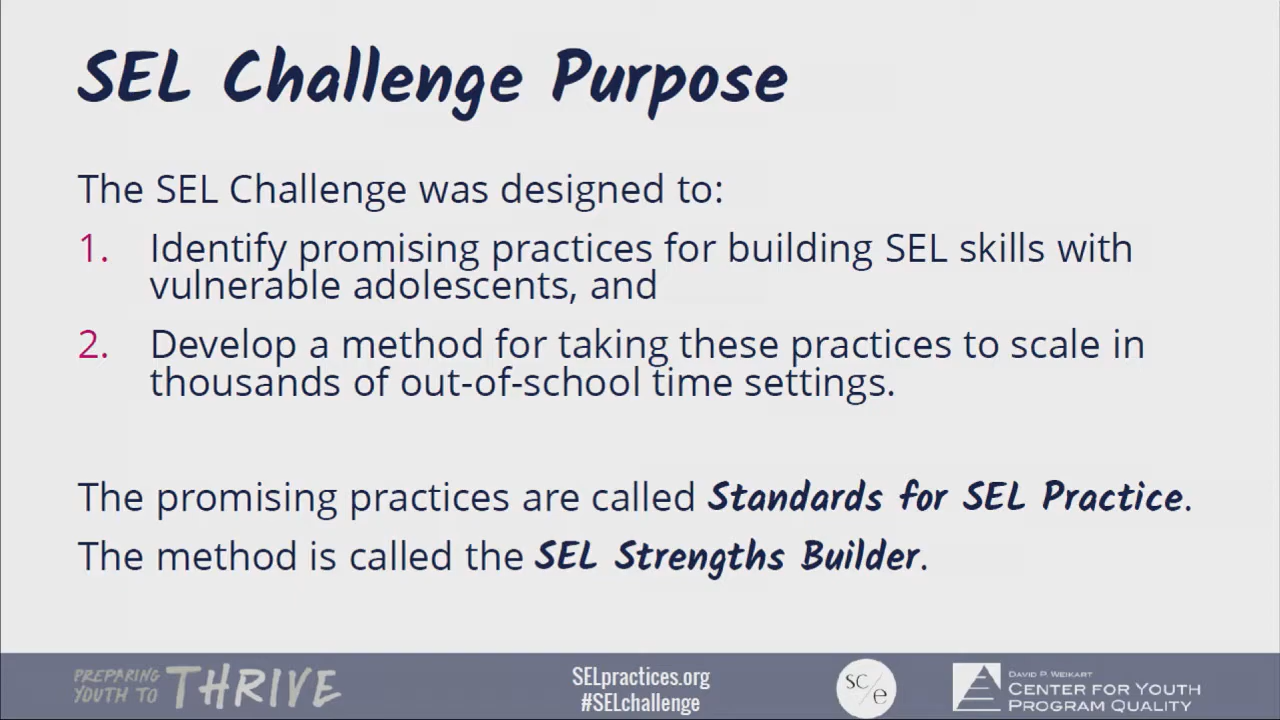 SEL Challenge Purpose
The SEL Challenge was designed to:
1. Identify promising practices for building SEL skills with
vulnerable adolescents, and
2. Develop a method for taking these practices to scale in
thousands of out-of-school time settings.
The promising practices are called Standards for SEL Practice.
The method is called the SEL Strengths Builder.
PREPARING
YOUTH TO THRIVE
SELpractices.org
#SELchallenge
sc/e
DAVID P. WEIKART
CENTER FOR YOUTH
PROGRAM QUALITY